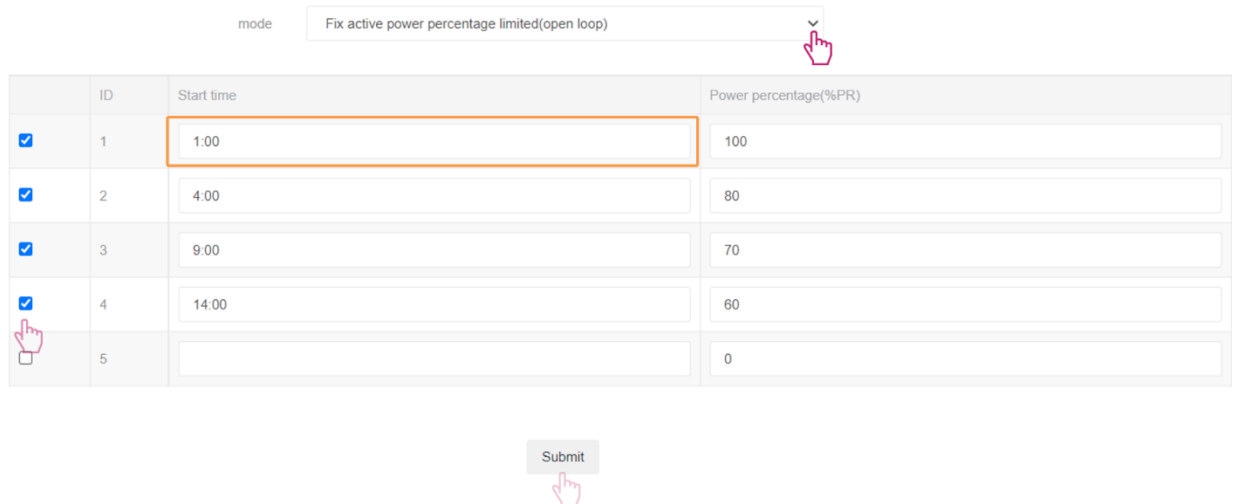 mode Fix active power percentage limited(open loop)
ID Start time Power percentage(%PR)
1 1:00 100
2 4:00 80
3 9:00 70
4 14:00 60
5 0
Submit